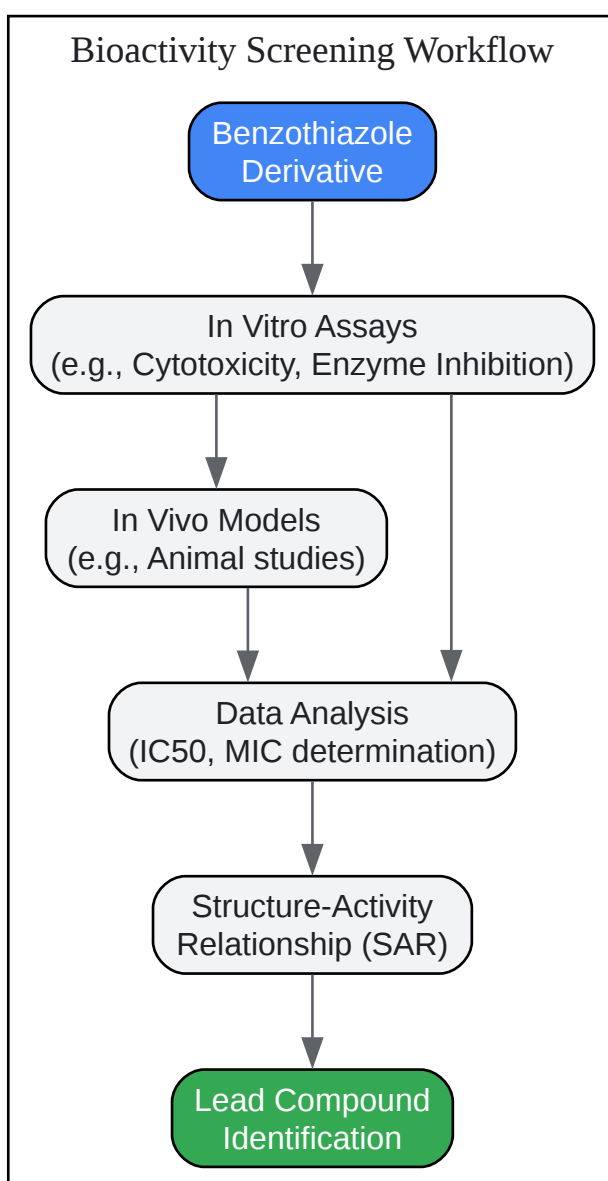 Bioactivity Screening Workflow
Benzothiazole
Derivative
In Vitro Assays
(e.g., Cytotoxicity, Enzyme Inhibition)
In Vivo Models
(e.g., Animal studies)
Data Analysis
(IC50, MIC determination)
Structure-Activity
Relationship (SAR)
Lead Compound
Identification